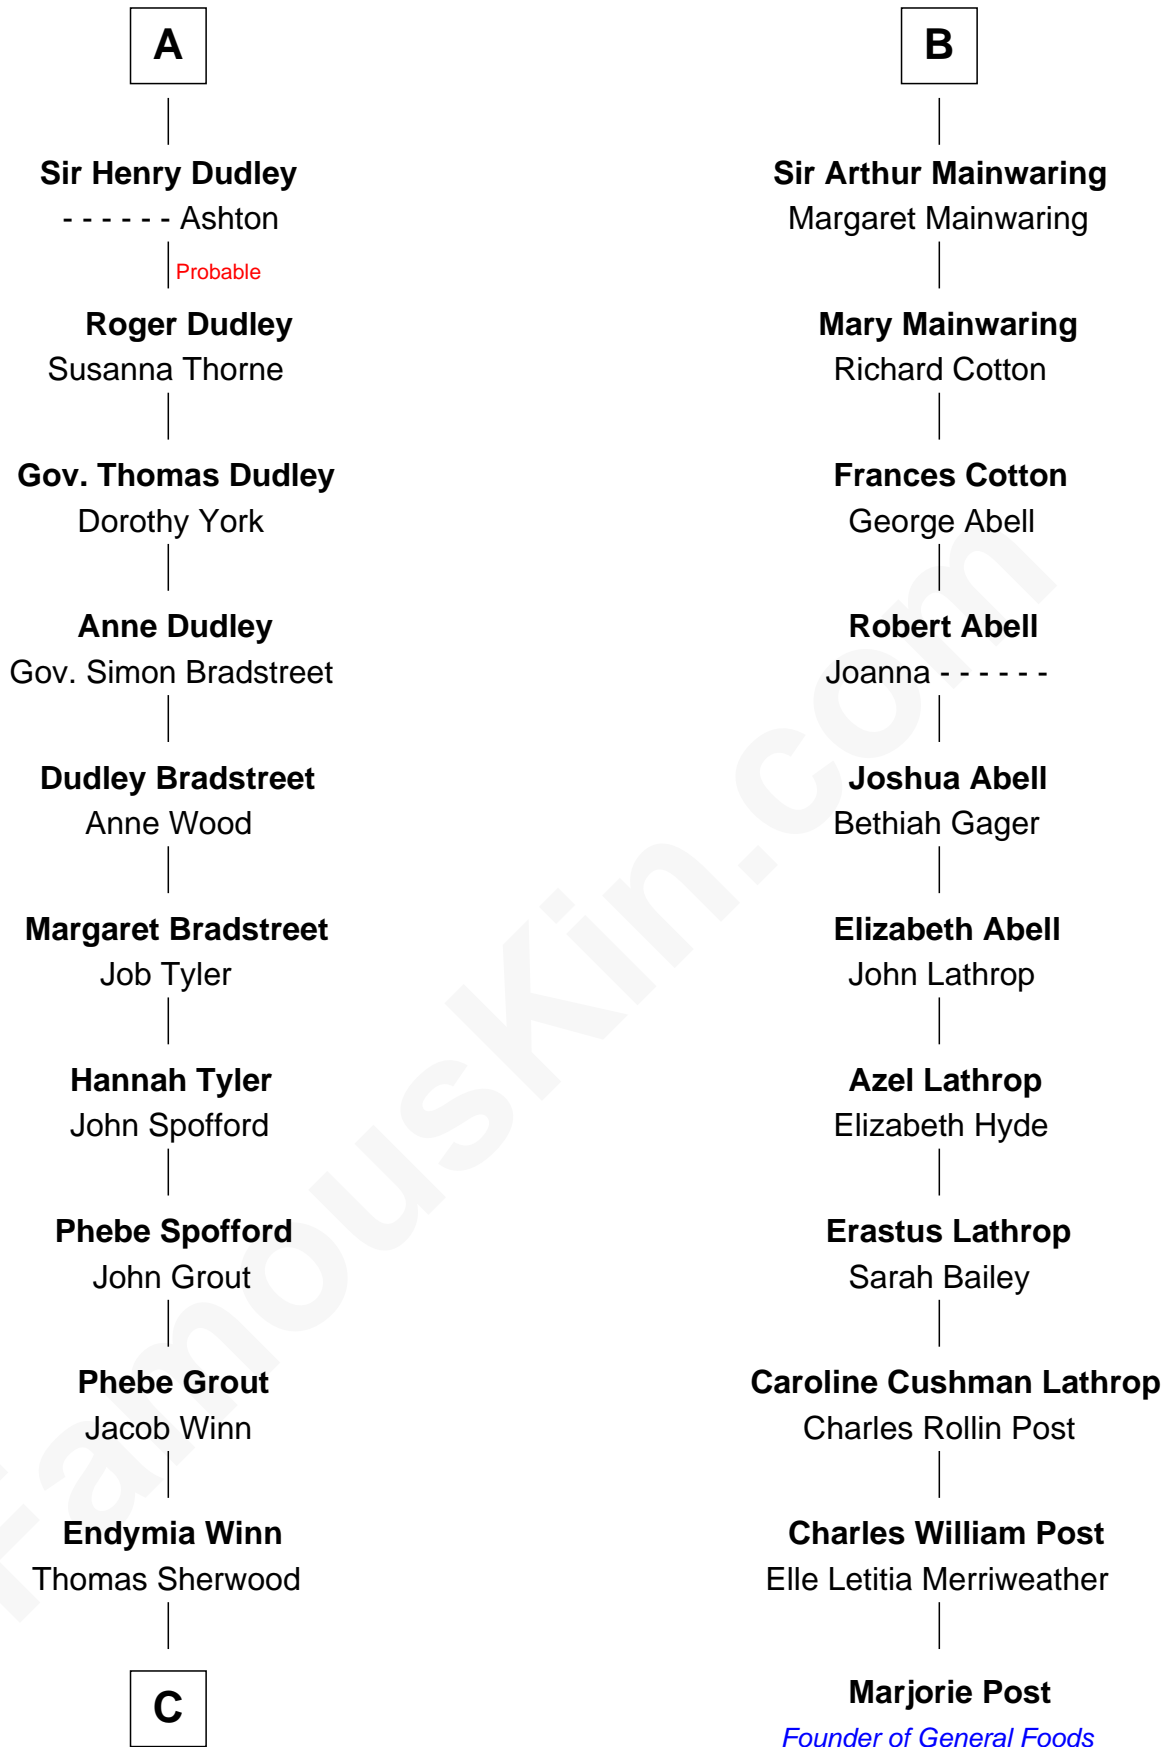 A
Sir Henry Dudley
- - - - - - Ashton
Probable
Roger Dudley
Susanna Thorne
Gov. Thomas Dudley
Dorothy York
Anne Dudley
Gov. Simon Bradstreet
Dudley Bradstreet
Anne Wood
Margaret Bradstreet
Job Tyler
Hannah Tyler
John Spofford
Phebe Spofford
John Grout
Phebe Grout
Jacob Winn
Endymia Winn
Thomas Sherwood
C
B
Sir Arthur Mainwaring
Margaret Mainwaring
Mary Mainwaring
Richard Cotton
Frances Cotton
George Abell
Robert Abell
Joanna - - - - - -
Joshua Abell
Bethiah Gager
Elizabeth Abell
John Lathrop
Azel Lathrop
Elizabeth Hyde
Erastus Lathrop
Sarah Bailey
Caroline Cushman Lathrop
Charles Rollin Post
Charles William Post
Elle Letitia Merriweather
Marjorie Post
Founder of General Foods
FamousKin.com